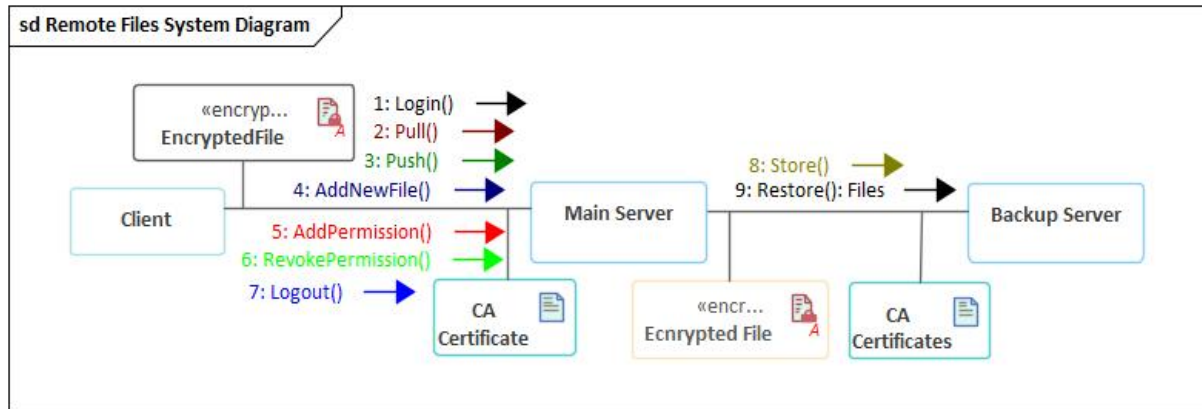 sd Remote Files System Diagram
«encryp...
EncryptedFile
A
1: Login()
2: Pull()
3: Push()
4: AddNewFile()
Client
5: AddPermission()
6: RevokePermission()
7: Logout()
CA
Certificate
Main Server
8: Store()
9: Restore(): Files
Backup Server
«encr...
Ecnrypted File
A
CA
Certificates